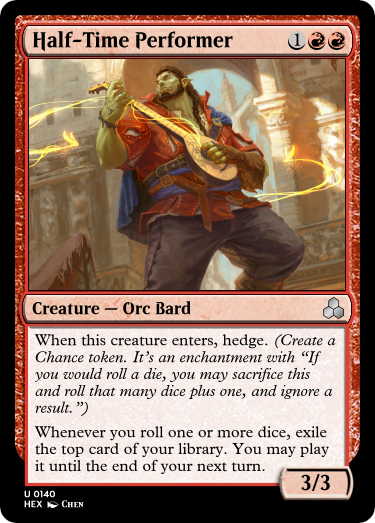 Half-Time Performer
1
Creature — Orc Bard
When this creature enters, hedge. (Create a
Chance token. It's an enchantment with “If
you would roll a die, you may sacrifice this
and roll that many dice plus one, and ignore a
result.”)
Whenever you roll one or more dice, exile
the top card of your library. You may play
it until the end of your next turn.
3/3
U 0140
HEX Chen